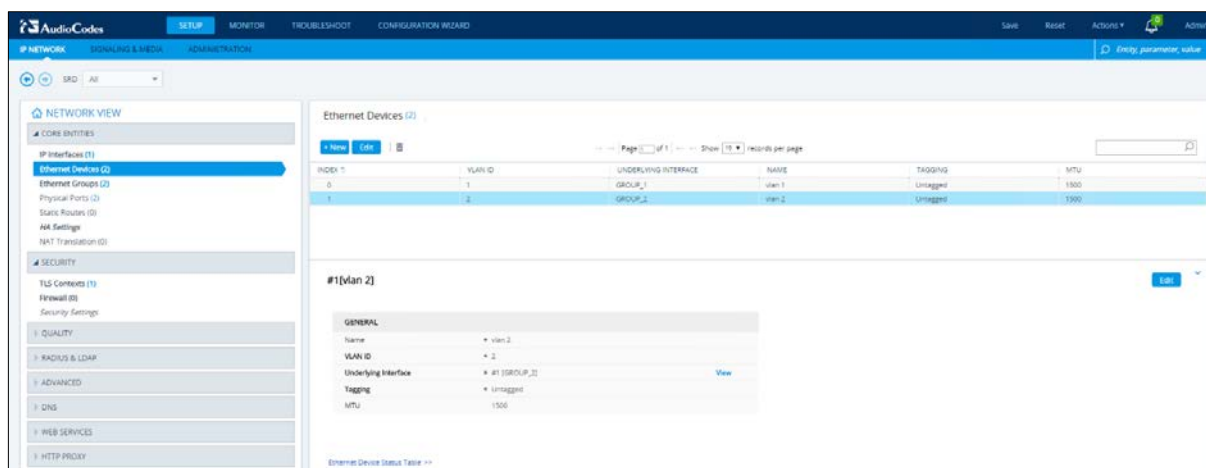 AudioCodes SETUP MONITOR TROUBLESHOOT CONFIGURATION WIZARD Save Reset Actions 0 Admi
IP NETWORK SIGNALING & MEDIA ADMINISTRATION Entity, parameter, value
SRD All
NETWORK VIEW
CORE ENTITIES
IP Interfaces (1)
Ethernet Devices (2)
Ethernet Groups (2)
Physical Ports (2)
Static Routes (0)
HA Settings
NAT Translation (0)
SECURITY
TLS Contexts (1)
Firewall (0)
Security Settings
QUALITY
RADIUS & LDAP
ADVANCED
DNS
WEB SERVICES
HTTP PROXY
Ethernet Devices (2)
+ New Edit Page of 1 Show 10 records per page
INDEX VLAN ID UNDERLYING INTERFACE NAME TAGGING MTU
0 1 GROUP_1 vlan 1 Untagged 1500
1 2 GROUP_2 vlan 2 Untagged 1500
#1[vlan 2] Edit
GENERAL
Name vlan 2
VLAN ID 2
Underlying Interface #1 [GROUP_2] View
Tagging Untagged
MTU 1500
Ethernet Device Status Table >>